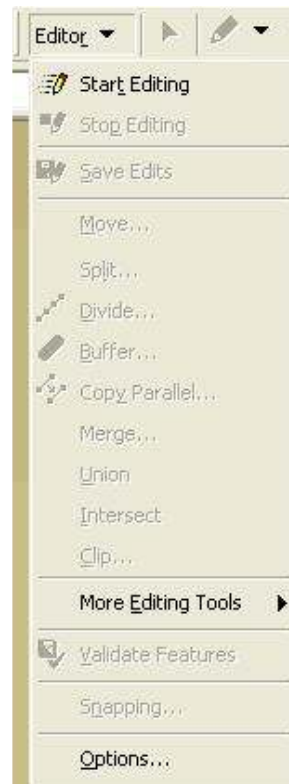 Editor
Start Editing
Stop Editing
Save Edits
Move...
Split...
Divide...
Buffer...
Copy Parallel...
Merge...
Union
Intersect
Clip...
More Editing Tools
Validate Features
Snapping...
Options...